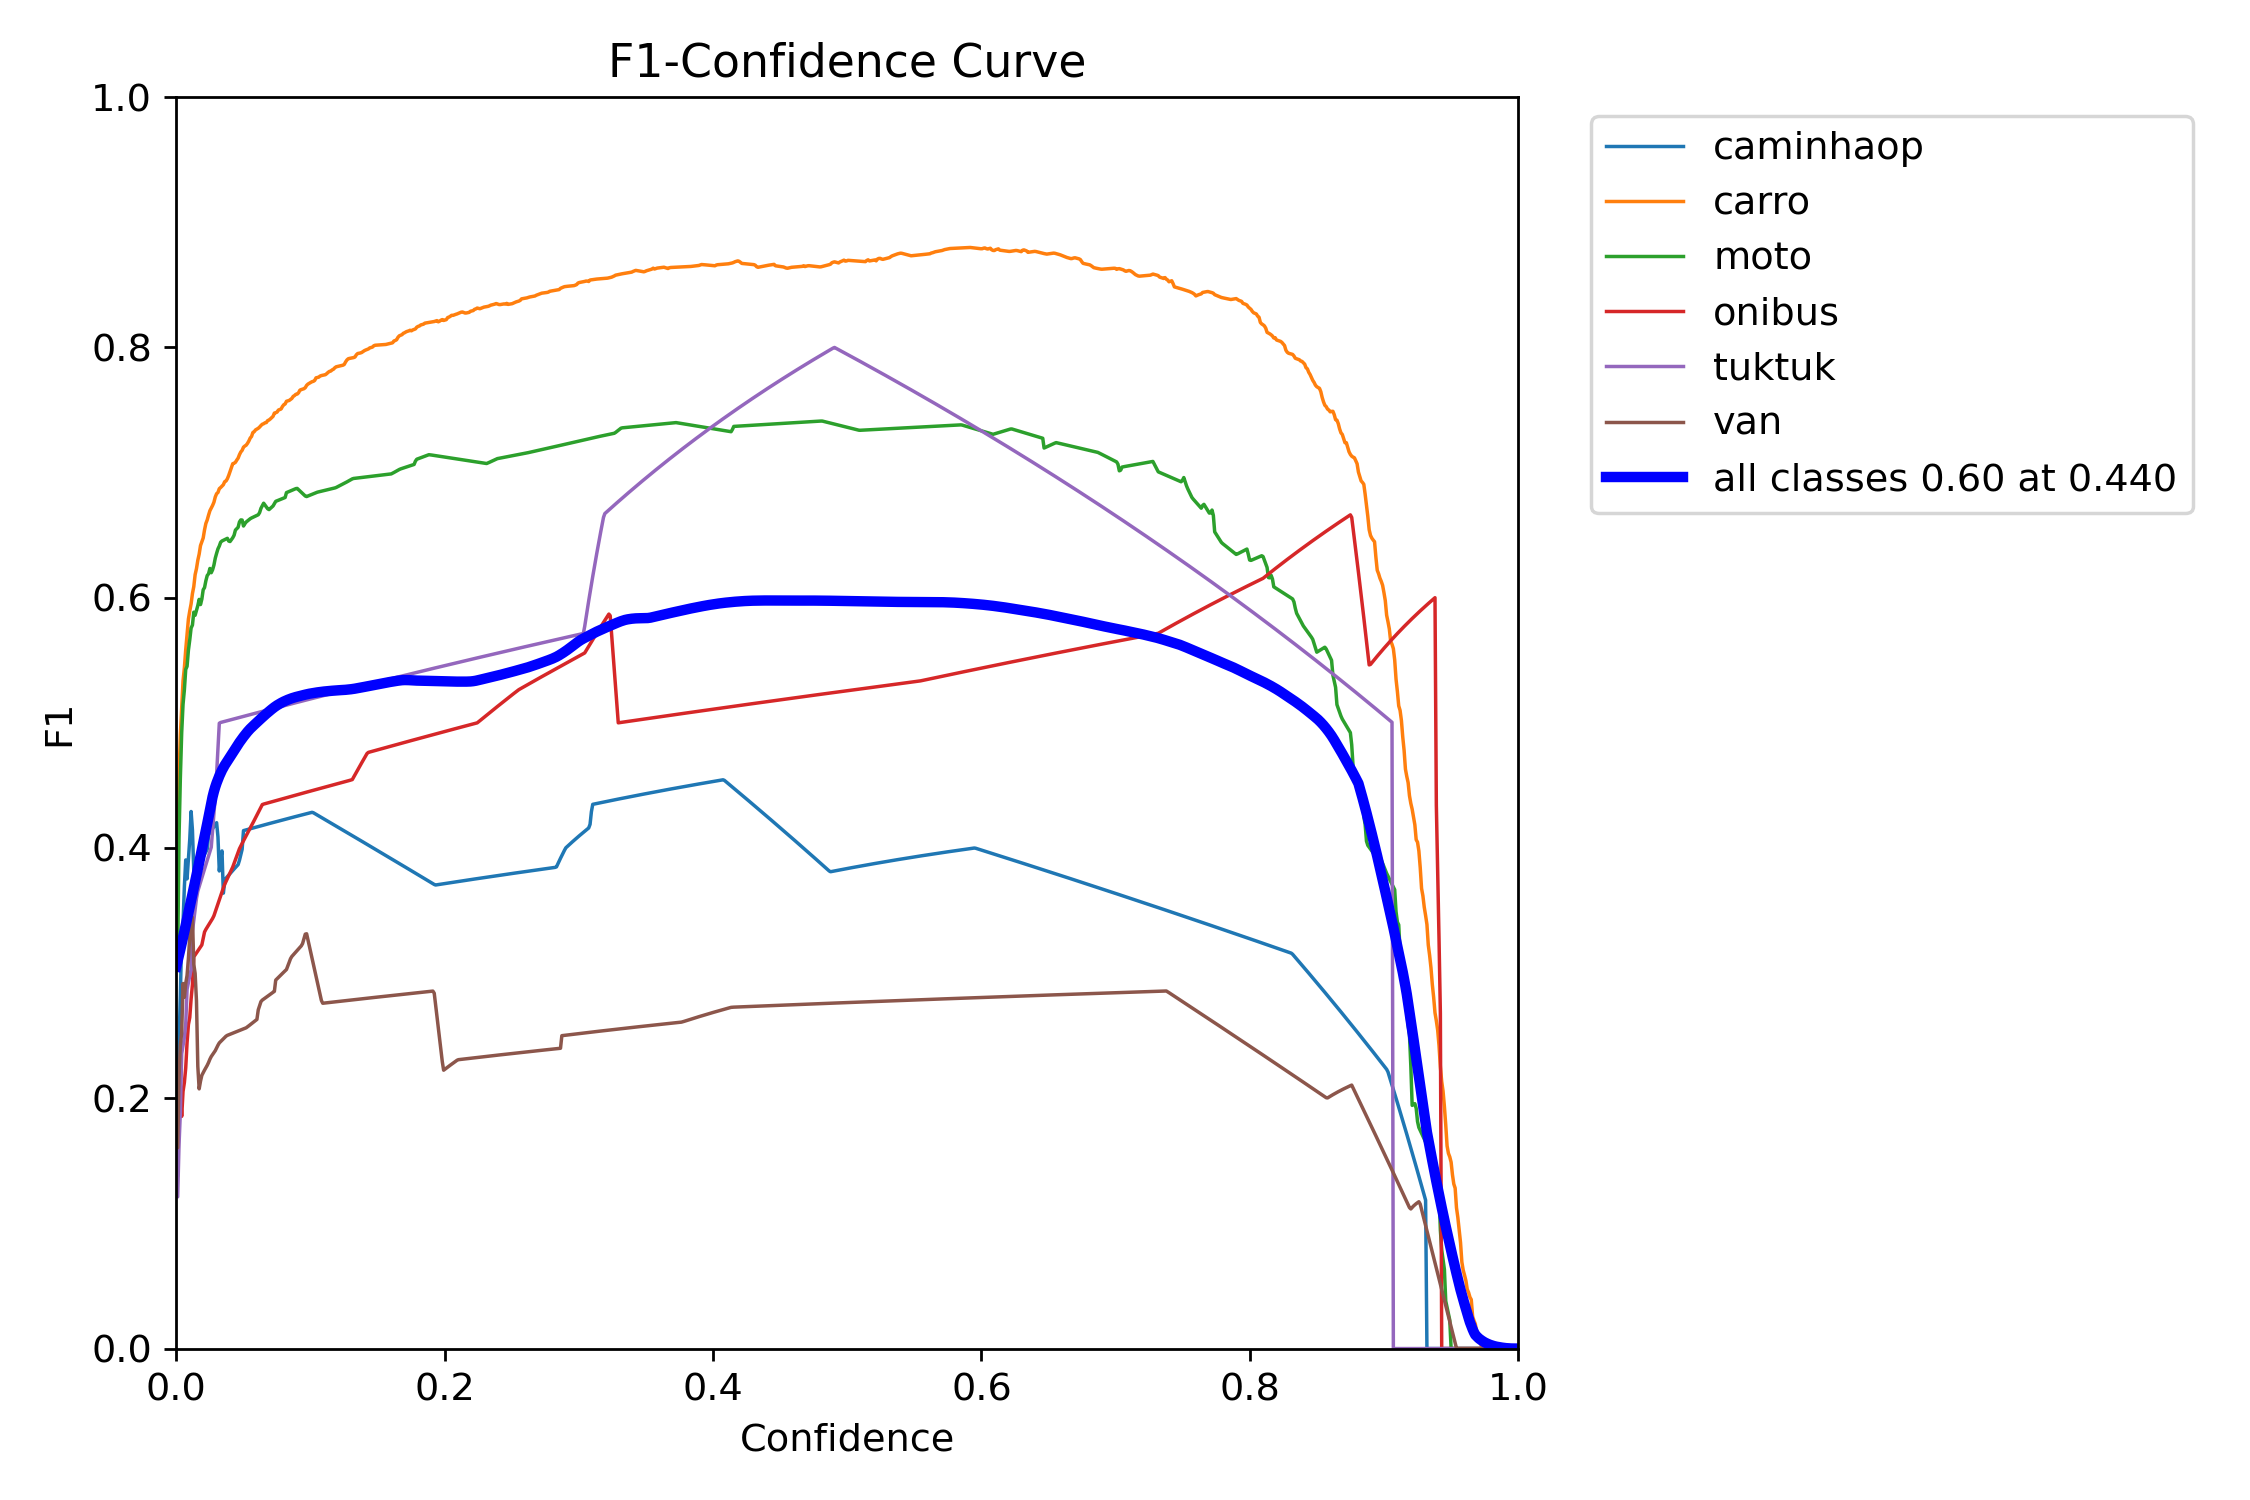 F1-Confidence Curve
1.0
0.8
0.6
0.4
0.2
0.0
F1
0.0 0.2 0.4 0.6 0.8 1.0
Confidence
caminhaop
carro
moto
onibus
tuktuk
van
all classes 0.60 at 0.440